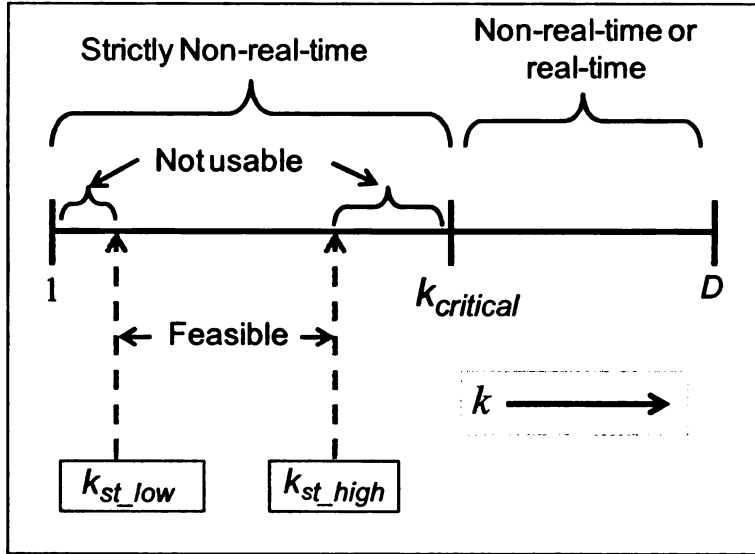 Strictly Non-real-time
Non-real-time or
real-time
Not usable
1
k_critical
D
Feasible
k
k_st_low
k_st_high